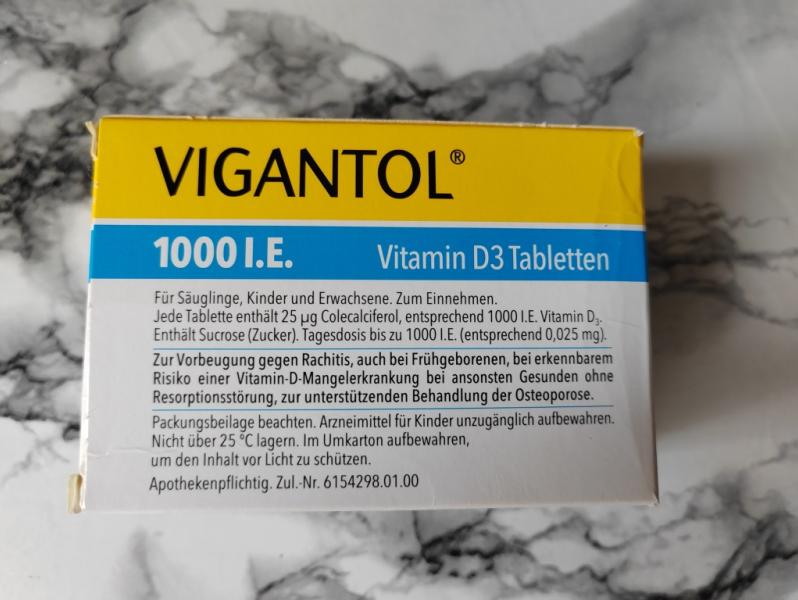 VIGANTOL®
1000 I.E. Vitamin D3 Tabletten
Für Säuglinge, Kinder und Erwachsene. Zum Einnehmen.
Jede Tablette enthält 25 µg Colecalciferol, entsprechend 1000 I.E. Vitamin D₃.
Enthält Sucrose (Zucker). Tagesdosis bis zu 1000 I.E. (entsprechend 0,025 mg).
Zur Vorbeugung gegen Rachitis, auch bei Frühgeborenen, bei erkennbarem
Risiko einer Vitamin-D-Mangelerkrankung bei ansonsten Gesunden ohne
Resorptionsstörung, zur unterstützenden Behandlung der Osteoporose.
Packungsbeilage beachten. Arzneimittel für Kinder unzugänglich aufbewahren.
Nicht über 25 °C lagern. Im Umkarton aufbewahren,
um den Inhalt vor Licht zu schützen.
Apothekenpflichtig. Zul.-Nr. 6154298.01.00